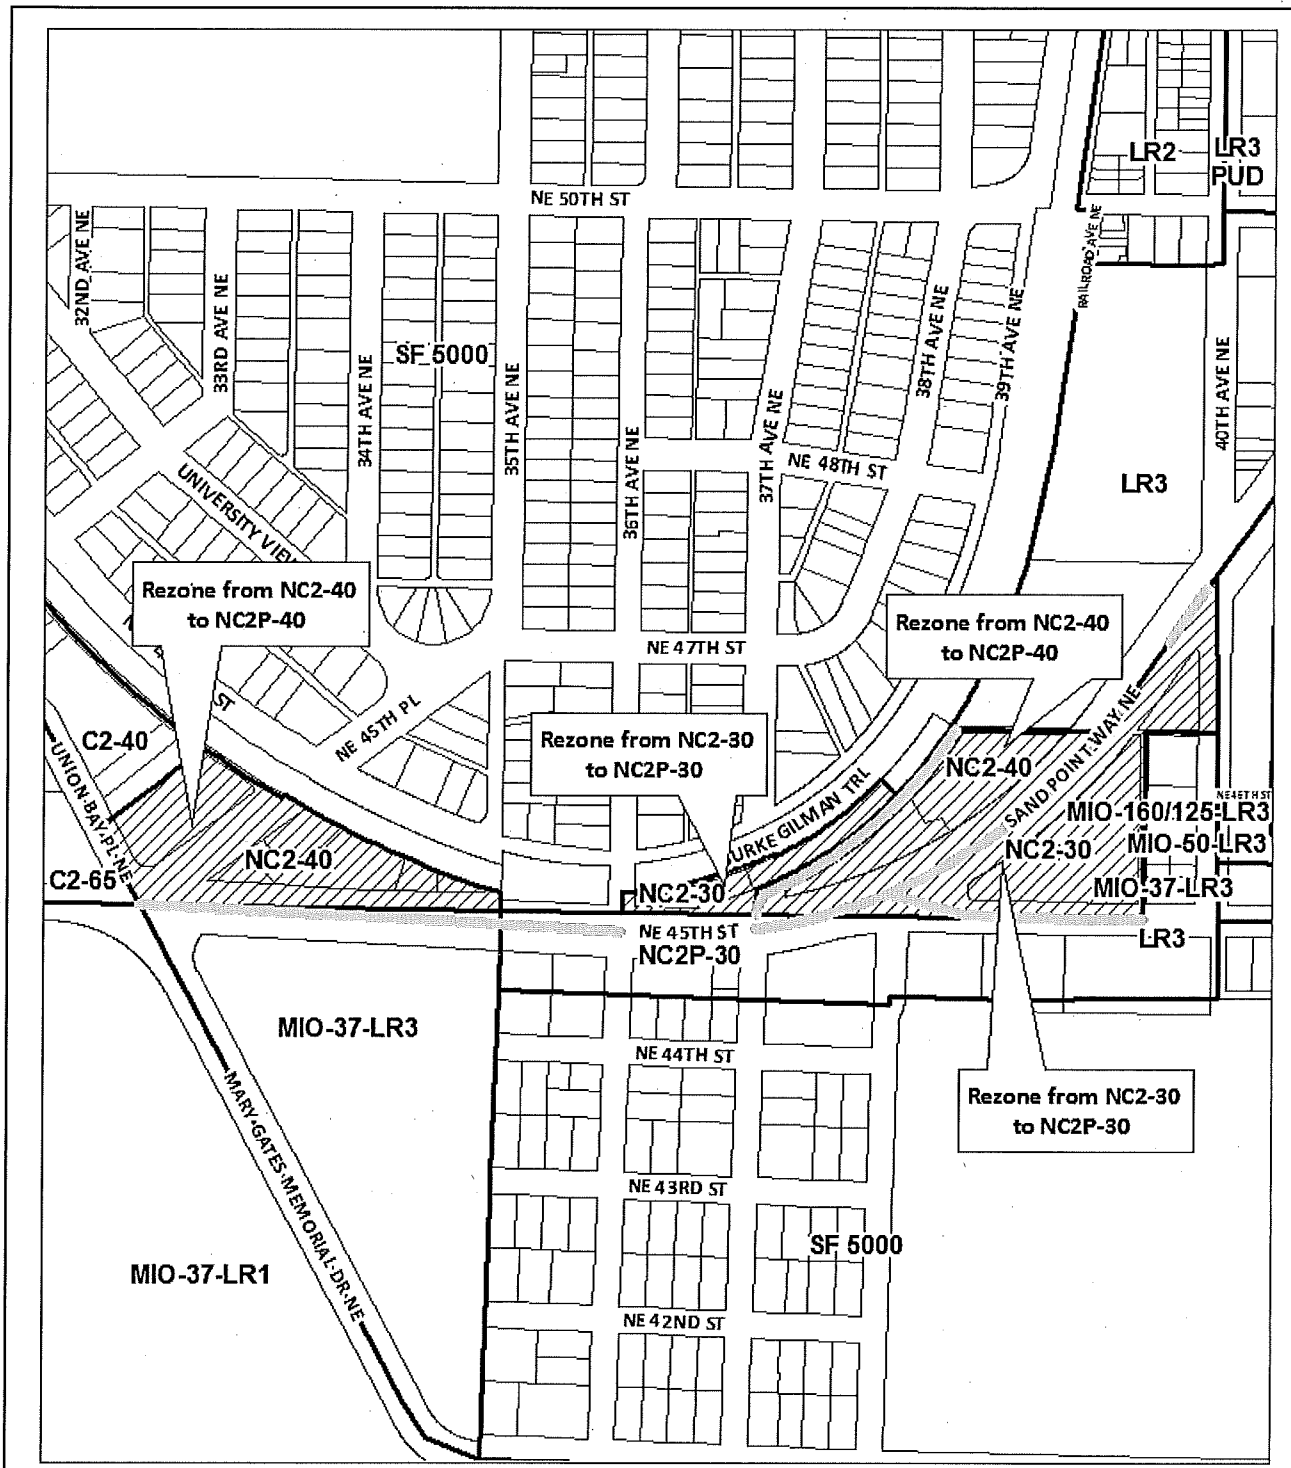 LR2
LR3
PUD
NE 50TH ST
32ND AVE NE
33RD AVE NE
34TH AVE NE
SF 5000
35TH AVE NE
36TH AVE NE
37TH AVE NE
38TH AVE NE
39TH AVE NE
RAILROAD AVE NE
40TH AVE NE
NE 48TH ST
LR3
UNIVERSITY VIEW
Rezone from NC2-40
to NC2P-40
ST
NE 47TH ST
NE 45TH PL
Rezone from NC2-40
to NC2P-40
Rezone from NC2-30
to NC2P-30
C2-40
UNION BAY PL NE
C2-65
NC2-40
URKE GILMAN TRL
NC2-30
NC2-40
SAND POINT WAY NE
NC2-30
NE 46TH ST
MIO-160/125-LR3
MIO-50-LR3
MIO-37-LR3
LR3
NE 45TH ST
NC2P-30
MIO-37-LR3
NE 44TH ST
Rezone from NC2-30
to NC2P-30
MARY GATES MEMORIAL DR NE
NE 43RD ST
SF 5000
MIO-37-LR1
NE 42ND ST